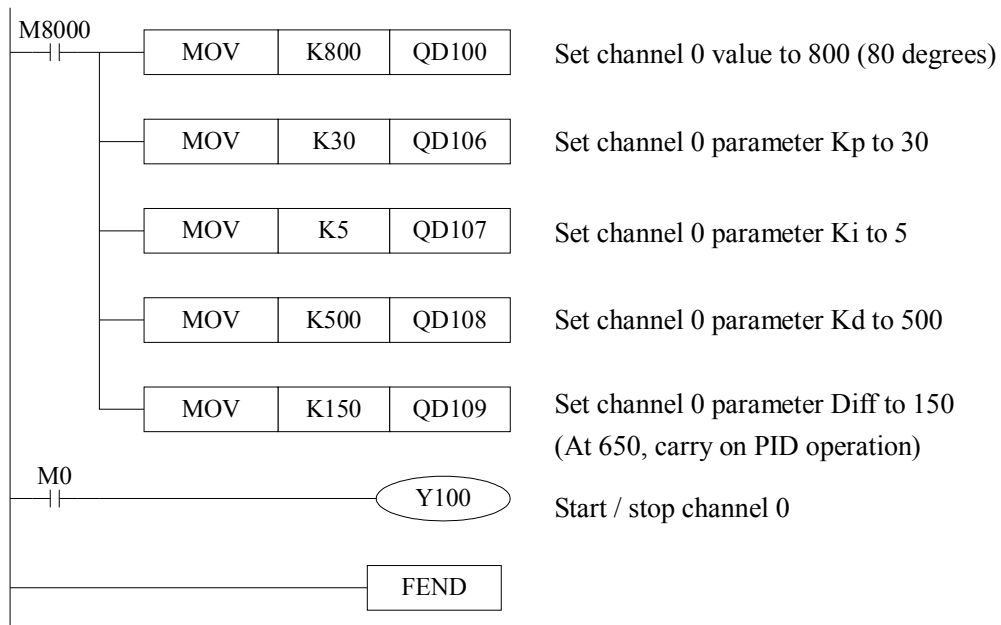 M8000
MOV K800 QD100 Set channel 0 value to 800 (80 degrees)
MOV K30 QD106 Set channel 0 parameter Kp to 30
MOV K5 QD107 Set channel 0 parameter Ki to 5
MOV K500 QD108 Set channel 0 parameter Kd to 500
MOV K150 QD109 Set channel 0 parameter Diff to 150
(At 650, carry on PID operation)
M0
Y100 Start / stop channel 0
FEND